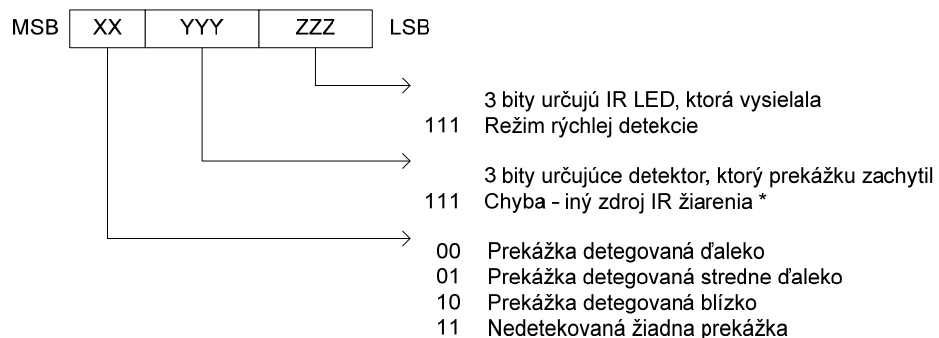 MSB XX YYY ZZZ LSB
3 bity určujú IR LED, ktorá vysielala
111 Režim rýchlej detekcie
3 bity určujúce detektor, ktorý prekážku zachytil
111 Chyba - iný zdroj IR žiarenia *
00 Prekážka detegovaná ďaleko
01 Prekážka detegovaná stredne ďaleko
10 Prekážka detegovaná blízko
11 Nedetekovaná žiadna prekážka